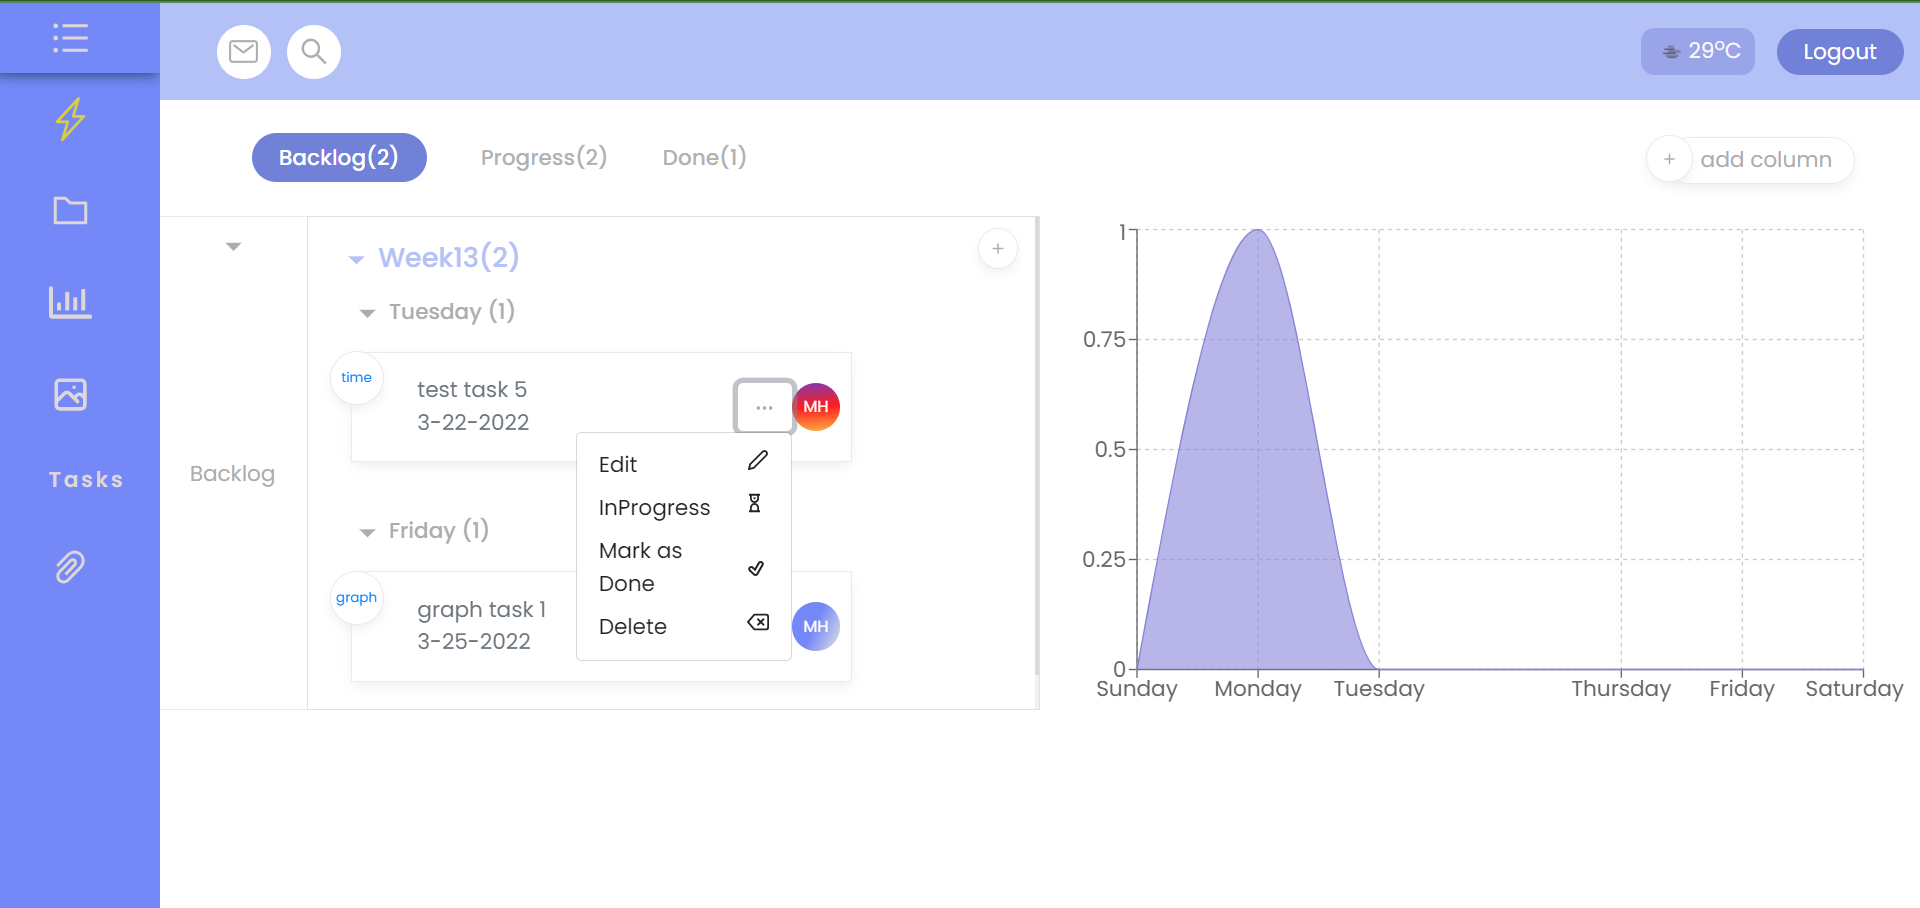 29°C
Logout
Backlog(2)
Progress(2)
Done(1)
+ add column
Tasks
Backlog
Week13(2)
+
Tuesday (1)
time
test task 5
3-22-2022
...
MH
Edit
InProgress
Mark as
Done
Delete
Friday (1)
graph
graph task 1
3-25-2022
MH
1
0.75
0.5
0.25
0
Sunday Monday Tuesday Thursday Friday Saturday